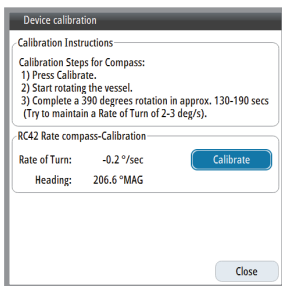 Device calibration
Calibration Instructions
Calibration Steps for Compass:
1) Press Calibrate.
2) Start rotating the vessel.
3) Complete a 390 degrees rotation in approx. 130-190 secs
(Try to maintain a Rate of Turn of 2-3 deg/s).
RC42 Rate compass-Calibration
Rate of Turn: -0.2 °/sec Calibrate
Heading: 206.6 °MAG
Close